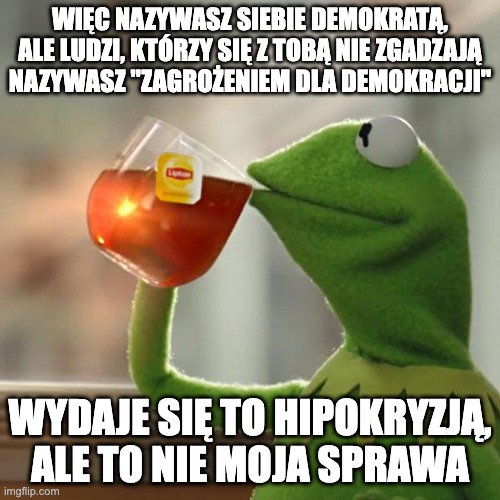 WIĘC NAZYWASZ SIEBIE DEMOKRATĄ,
ALE LUDZI, KTÓRZY SIĘ Z TOBĄ NIE ZGADZAJĄ
NAZYWASZ "ZAGROŻENIEM DLA DEMOKRACJI"
Lipton
WYDAJE SIĘ TO HIPOKRYZJĄ,
ALE TO NIE MOJA SPRAWA
imgflip.com